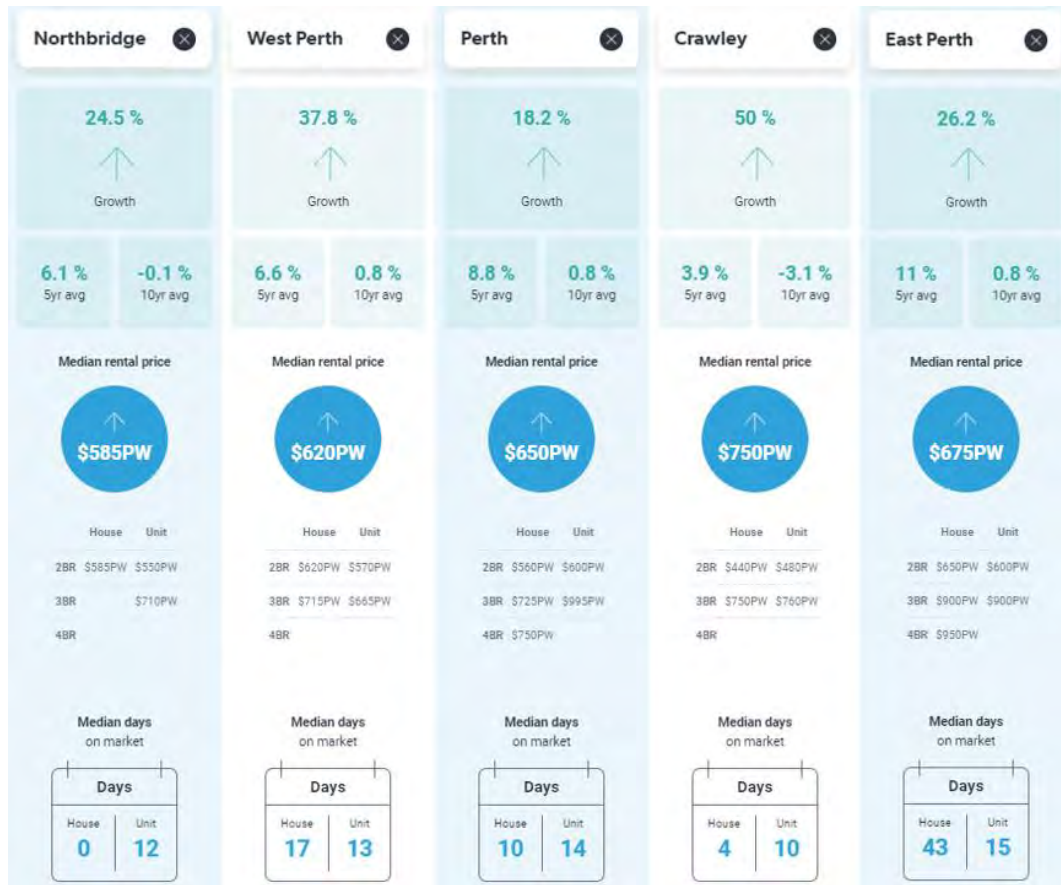 Northbridge
24.5 %
Growth
6.1 % -0.1 %
5yr avg 10yr avg
Median rental price
$585PW
House Unit
2BR $585PW $550PW
3BR $710PW
4BR
Median days
on market
Days
House Unit
0 12
West Perth
37.8 %
Growth
6.6 % 0.8 %
5yr avg 10yr avg
Median rental price
$620PW
House Unit
2BR $620PW $570PW
3BR $715PW $665PW
4BR
Median days
on market
Days
House Unit
17 13
Perth
18.2 %
Growth
8.8 % 0.8 %
5yr avg 10yr avg
Median rental price
$650PW
House Unit
2BR $560PW $600PW
3BR $725PW $995PW
4BR $750PW
Median days
on market
Days
House Unit
10 14
Crawley
50 %
Growth
3.9 % -3.1 %
5yr avg 10yr avg
Median rental price
$750PW
House Unit
2BR $440PW $480PW
3BR $750PW $760PW
4BR
Median days
on market
Days
House Unit
4 10
East Perth
26.2 %
Growth
11 % 0.8 %
5yr avg 10yr avg
Median rental price
$675PW
House Unit
2BR $650PW $600PW
3BR $900PW $900PW
4BR $950PW
Median days
on market
Days
House Unit
43 15